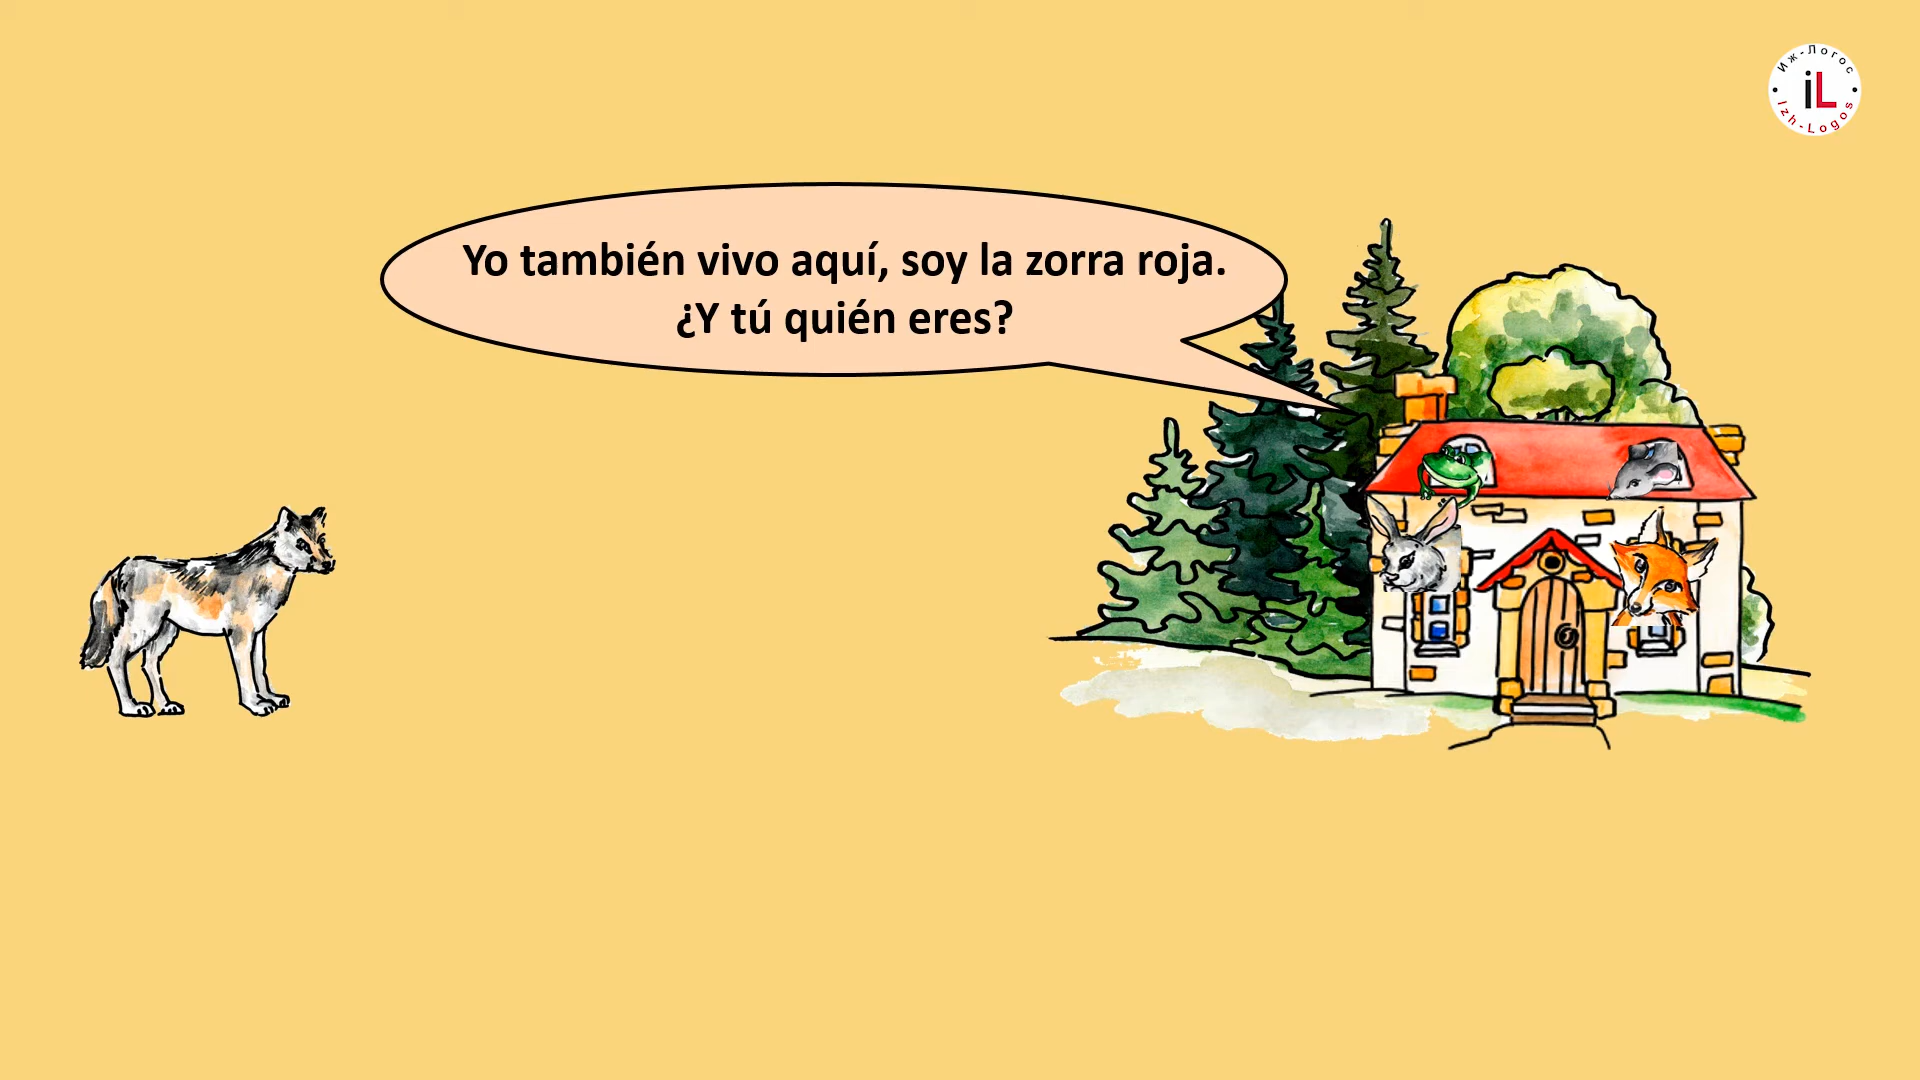 Иж-Логос
iL
Izh-Logos
Yo también vivo aquí, soy la zorra roja.
¿Y tú quién eres?